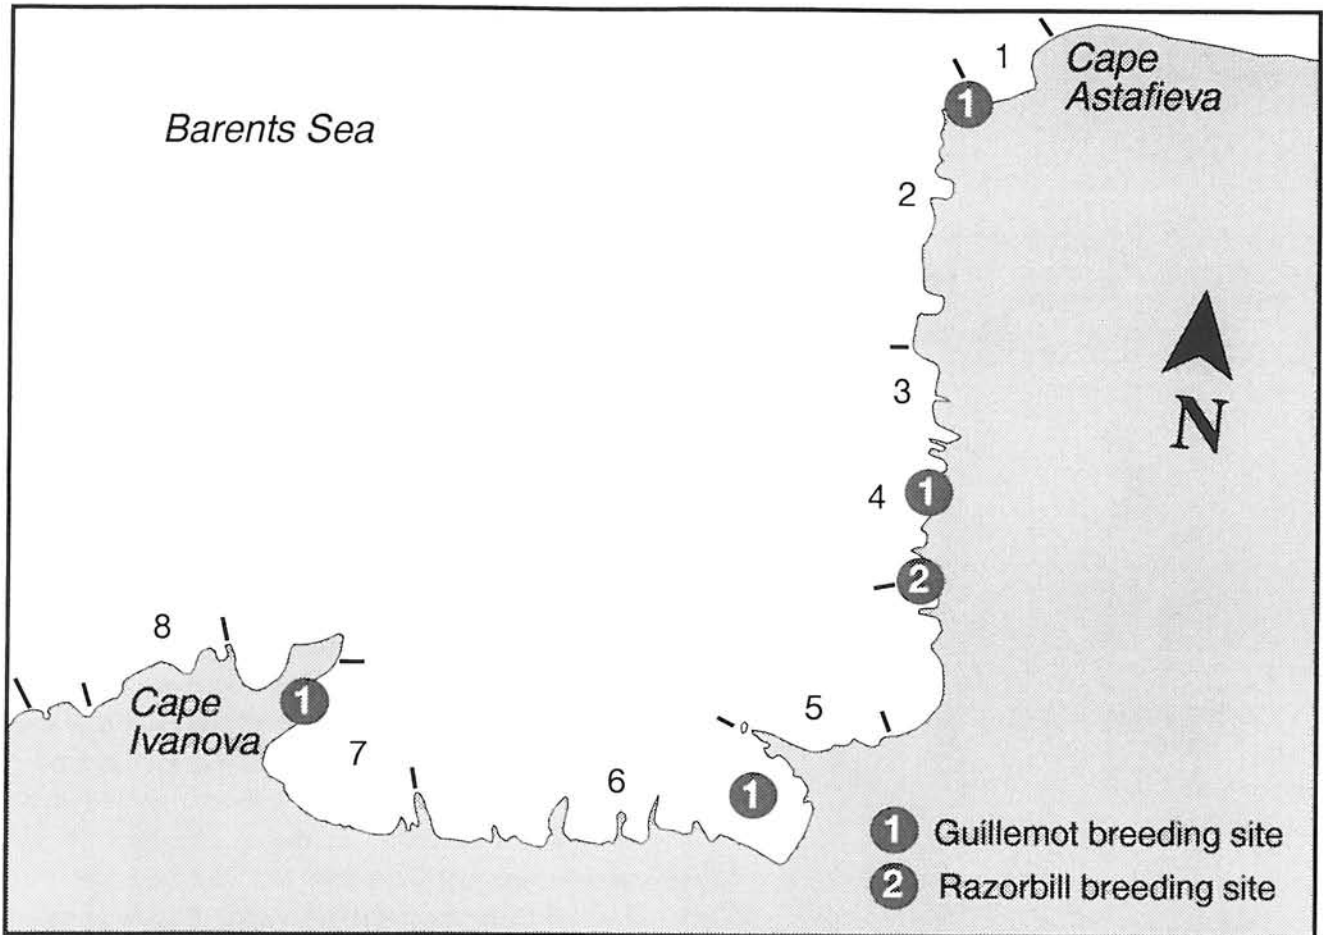 1
Cape
Astafieva
1
Barents Sea
2
3
N
4
1
2
8
1
Cape
Ivanova
5
7
6
1
1 Guillemot breeding site
2 Razorbill breeding site